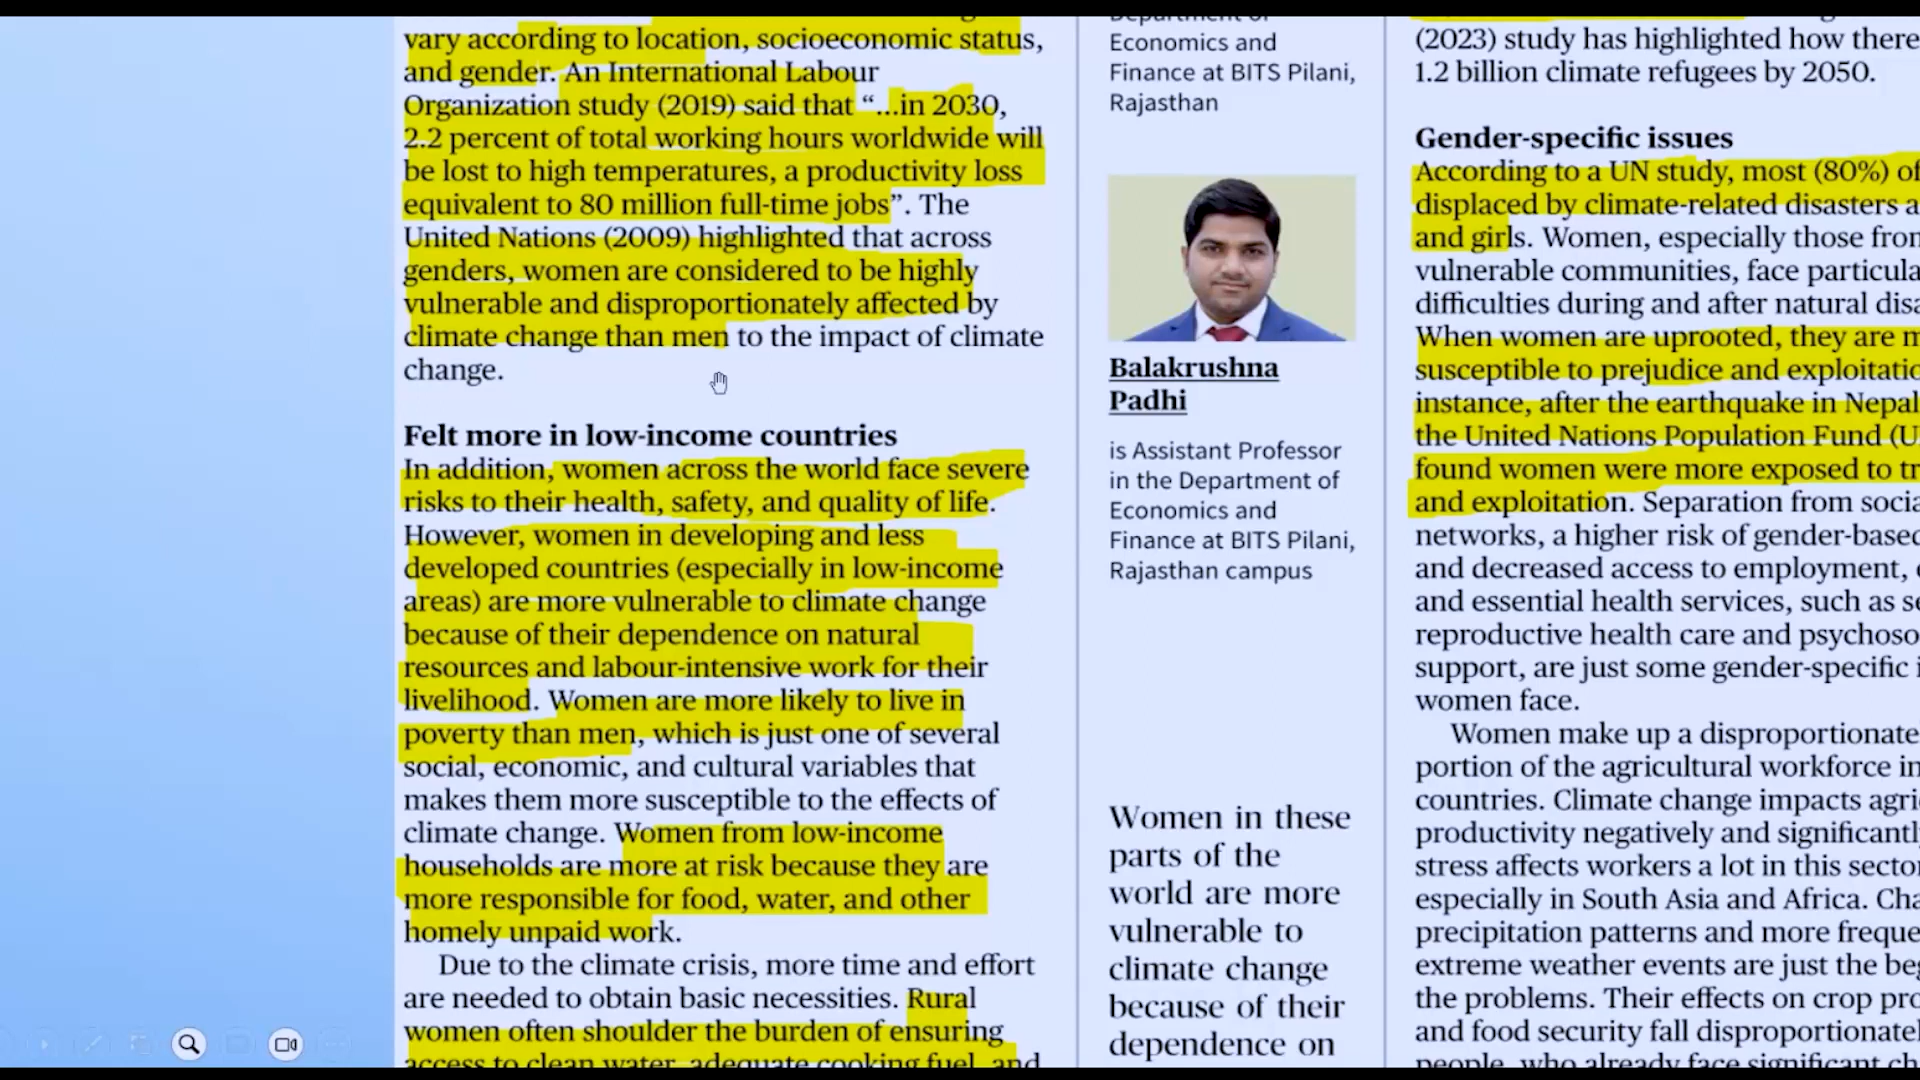 vary according to location, socioeconomic status,
and gender. An International Labour
Organization study (2019) said that “...in 2030,
2.2 percent of total working hours worldwide will
be lost to high temperatures, a productivity loss
equivalent to 80 million full-time jobs”. The
United Nations (2009) highlighted that across
genders, women are considered to be highly
vulnerable and disproportionately affected by
climate change than men to the impact of climate
change.
Felt more in low-income countries
In addition, women across the world face severe
risks to their health, safety, and quality of life.
However, women in developing and less
developed countries (especially in low-income
areas) are more vulnerable to climate change
because of their dependence on natural
resources and labour-intensive work for their
livelihood. Women are more likely to live in
poverty than men, which is just one of several
social, economic, and cultural variables that
makes them more susceptible to the effects of
climate change. Women from low-income
households are more at risk because they are
more responsible for food, water, and other
homely unpaid work.
Due to the climate crisis, more time and effort
are needed to obtain basic necessities. Rural
women often shoulder the burden of ensuring
access to clean water, adequate cooking fuel, and
Department of
Economics and
Finance at BITS Pilani,
Rajasthan
Balakrushna
Padhi
is Assistant Professor
in the Department of
Economics and
Finance at BITS Pilani,
Rajasthan campus
Women in these
parts of the
world are more
vulnerable to
climate change
because of their
dependence on
(2023) study has highlighted how there
1.2 billion climate refugees by 2050.
Gender-specific issues
According to a UN study, most (80%) of
displaced by climate-related disasters
and girls. Women, especially those
vulnerable communities, face
difficulties during and after natural
When women are uprooted, they are
susceptible to prejudice and
instance, after the earthquake in Nepal
the United Nations Population Fund
found women were more exposed to
and exploitation. Separation from
networks, a higher risk of gender-based
and decreased access to employment,
and essential health services, such as
reproductive health care and
support, are just some gender-specific
women face.
Women make up a disproportionate
portion of the agricultural workforce in
countries. Climate change impacts
productivity negatively and
stress affects workers a lot in this
especially in South Asia and Africa.
precipitation patterns and more
extreme weather events are just the
the problems. Their effects on crop
and food security fall
people, who already face significant